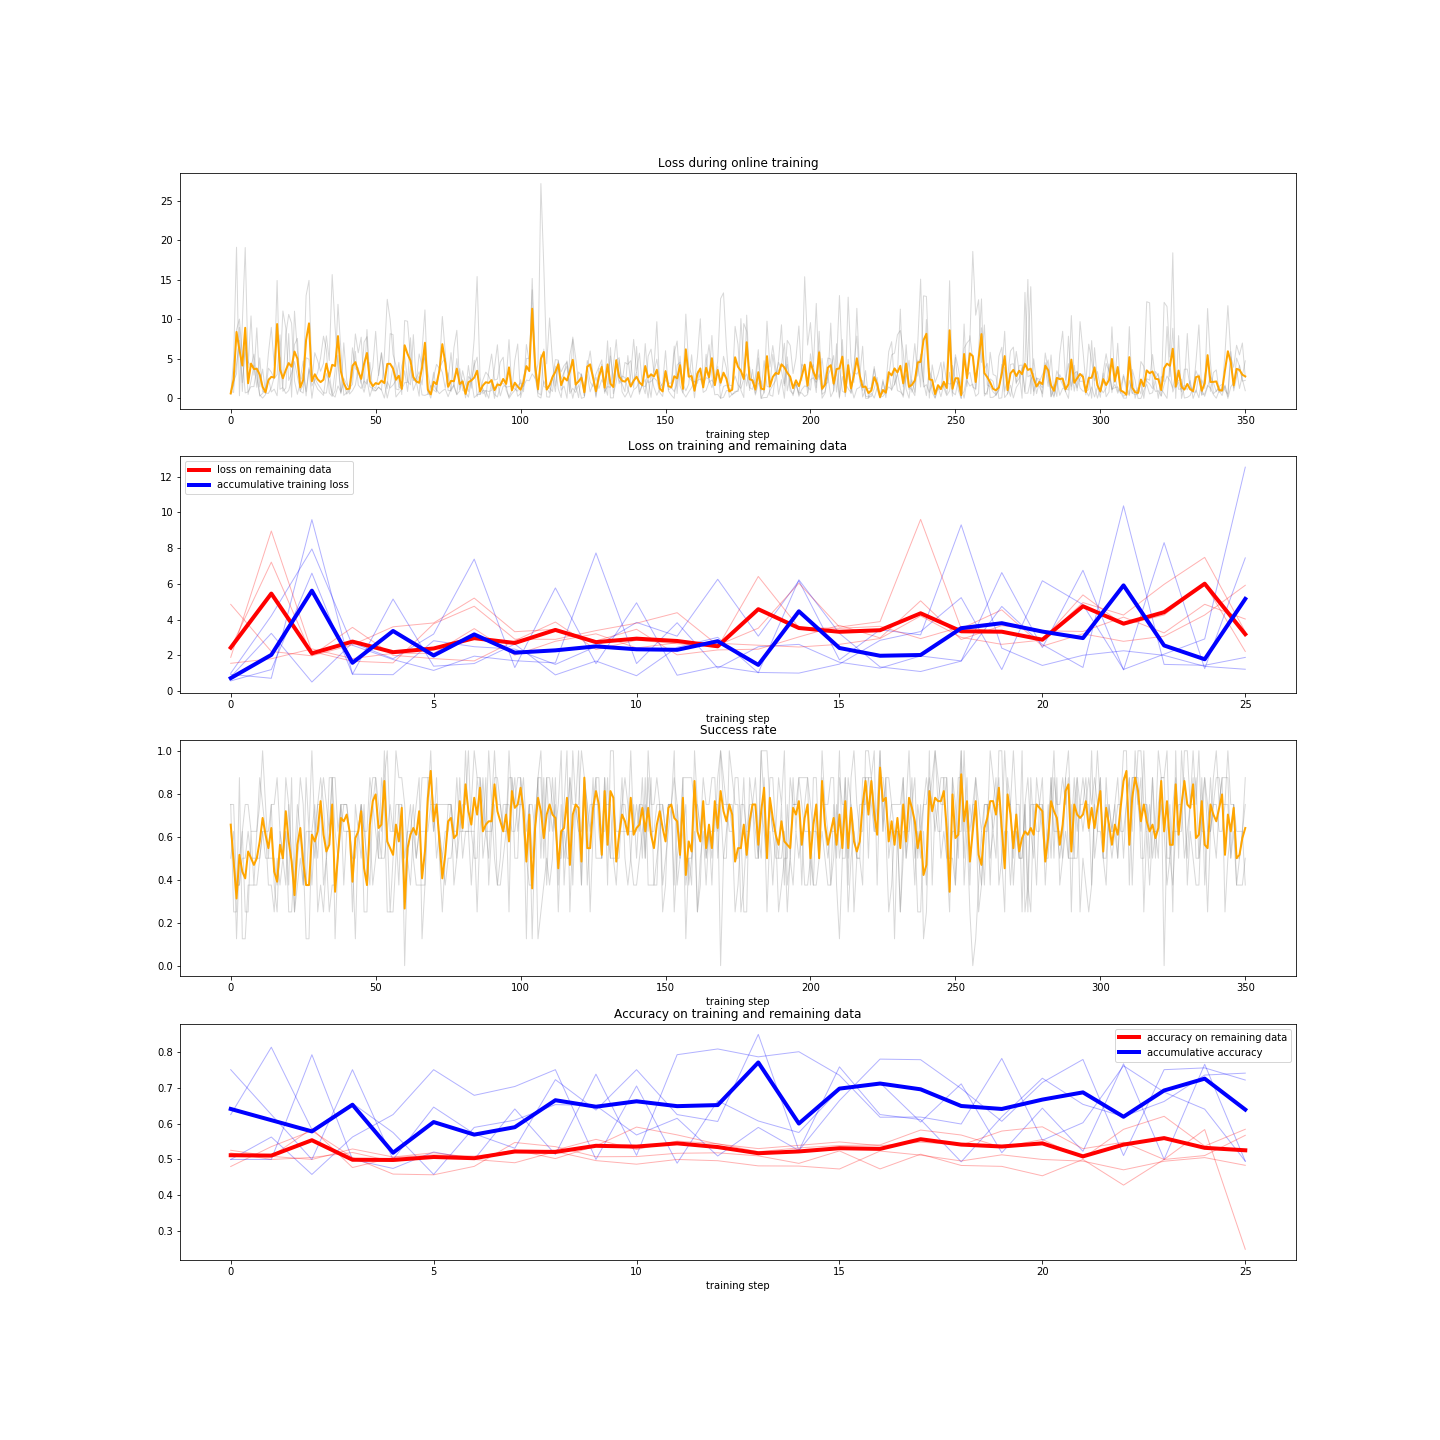 Loss during online training
25
20
15
10
5
0
0 50 100 150 200 250 300 350
training step
Loss on training and remaining data
loss on remaining data
accumulative training loss
12
10
8
6
4
2
0
0 5 10 15 20 25
training step
Success rate
1.0
0.8
0.6
0.4
0.2
0.0
0 50 100 150 200 250 300 350
training step
Accuracy on training and remaining data
accuracy on remaining data
accumulative accuracy
0.8
0.7
0.6
0.5
0.4
0.3
0 5 10 15 20 25
training step